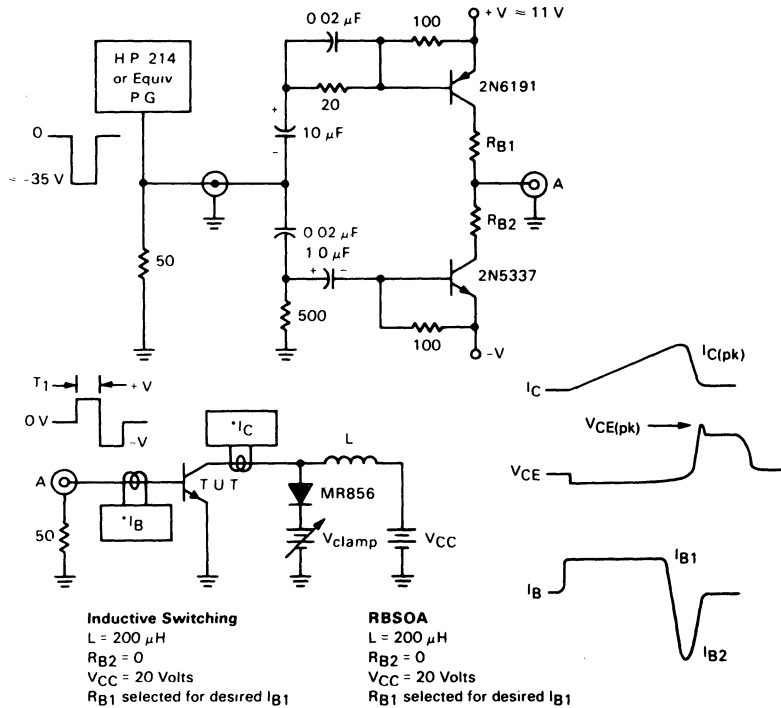 0 02 µF
100
+ V ≈ 11 V
H P 214
or Equiv
P G
20
2N6191
+
10 µF
-
RB1
0
≈ -35 V
A
RB2
50
0 02 µF
1 0 µF
+ -
2N5337
500
100
-V
T1
+ V
0 V
-V
*IC
L
IC(pk)
IC
VCE(pk)
VCE
A
T U T
MR856
*IB
50
Vclamp
VCC
IB1
IB
IB2
Inductive Switching
L = 200 µH
RB2 = 0
VCC = 20 Volts
RB1 selected for desired IB1
RBSOA
L = 200 µH
RB2 = 0
VCC = 20 Volts
RB1 selected for desired IB1